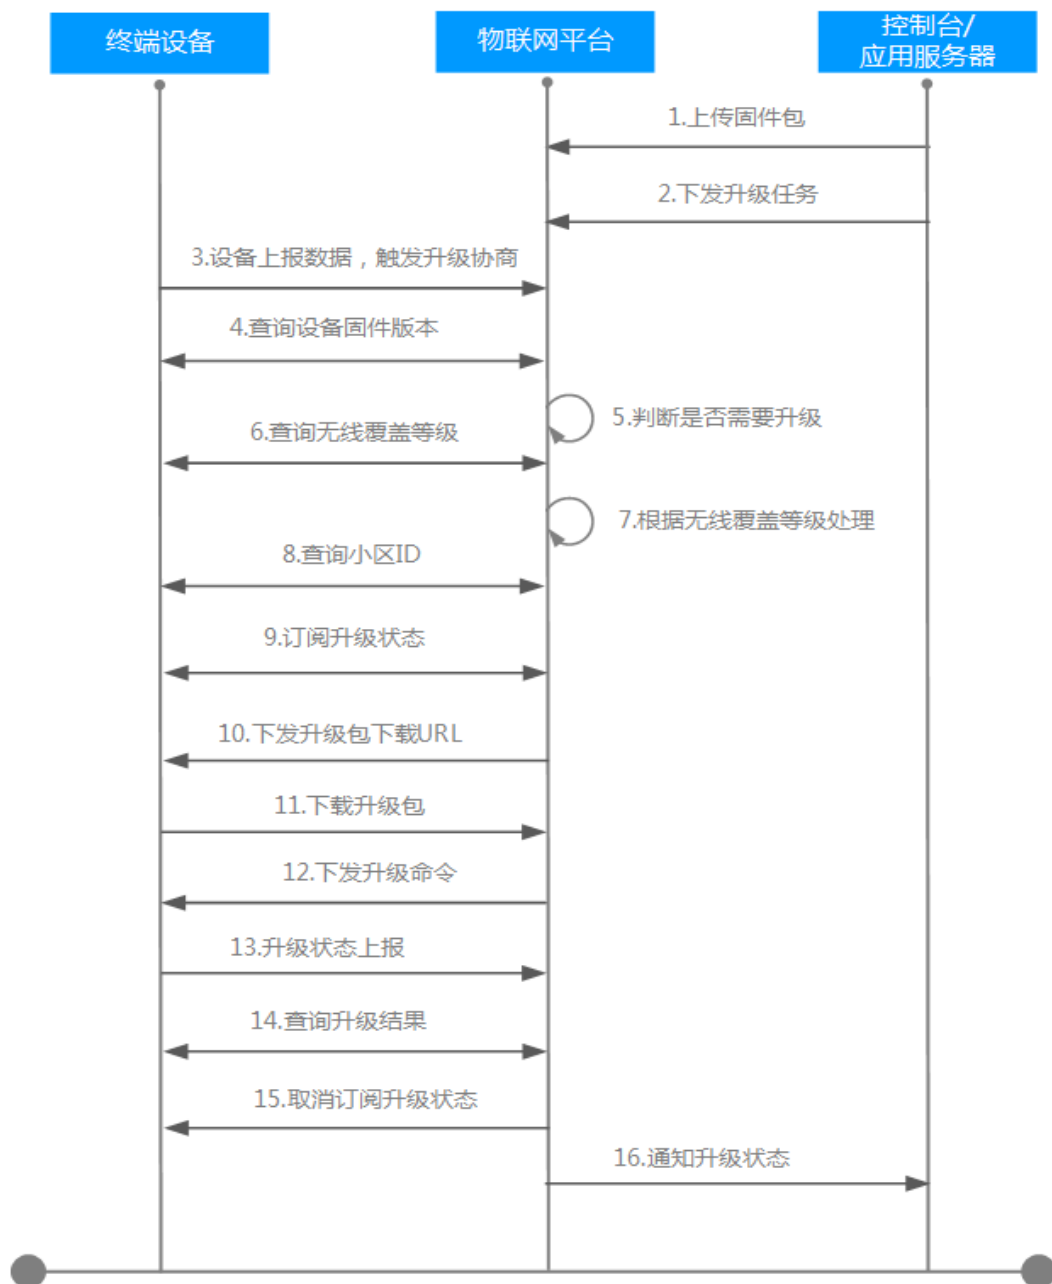 终端设备
物联网平台
控制台/
应用服务器
1.上传固件包
2.下发升级任务
3.设备上报数据，触发升级协商
4.查询设备固件版本
5.判断是否需要升级
6.查询无线覆盖等级
7.根据无线覆盖等级处理
8.查询小区ID
9.订阅升级状态
10.下发升级包下载URL
11.下载升级包
12.下发升级命令
13.升级状态上报
14.查询升级结果
15.取消订阅升级状态
16.通知升级状态